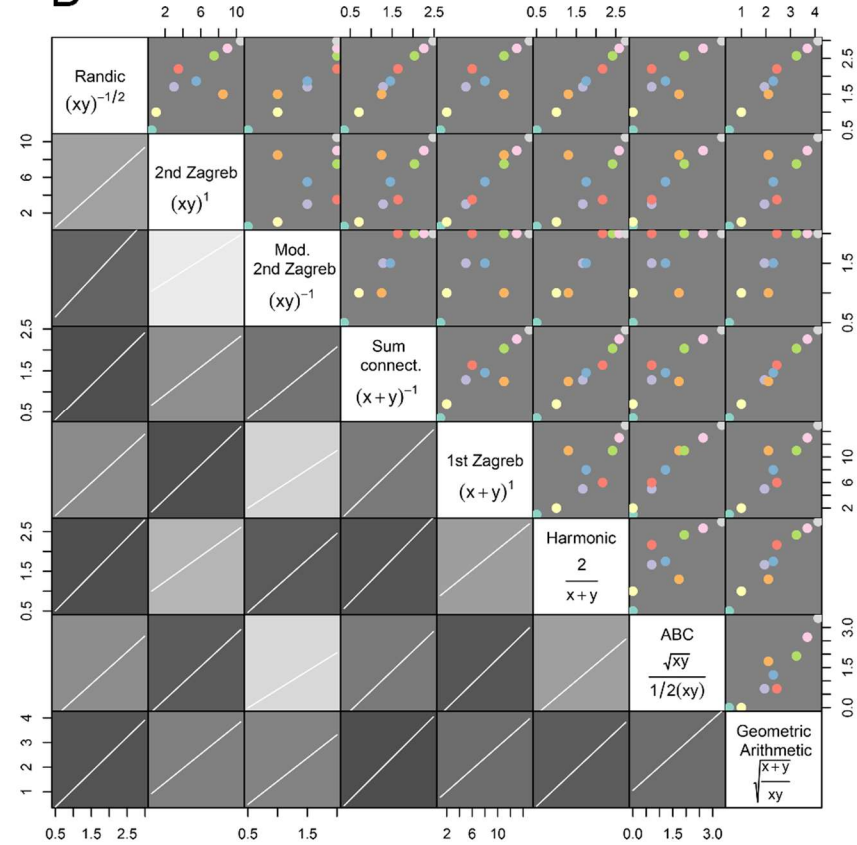 2 6 10 0.5 1.5 2.5 0.5 1.5 2.5 1 2 3 4
Randic
(xy)^{-1/2}
0.5 1.5 2.5
10
6
2
2nd Zagreb
(xy)^1
Mod.
2nd Zagreb
(xy)^{-1}
0.5 1.5
2.5
1.5
0.5
Sum
connect.
(x+y)^{-1}
1st Zagreb
(x+y)^1
2 6 10
2.5
1.5
0.5
Harmonic
2
x+y
ABC
√xy
1/2(xy)
0.0 1.5 3.0
4
3
2
1
Geometric
Arithmetic
√x+y
xy
0.5 1.5 2.5 0.5 1.5 2 6 10 0.0 1.5 3.0